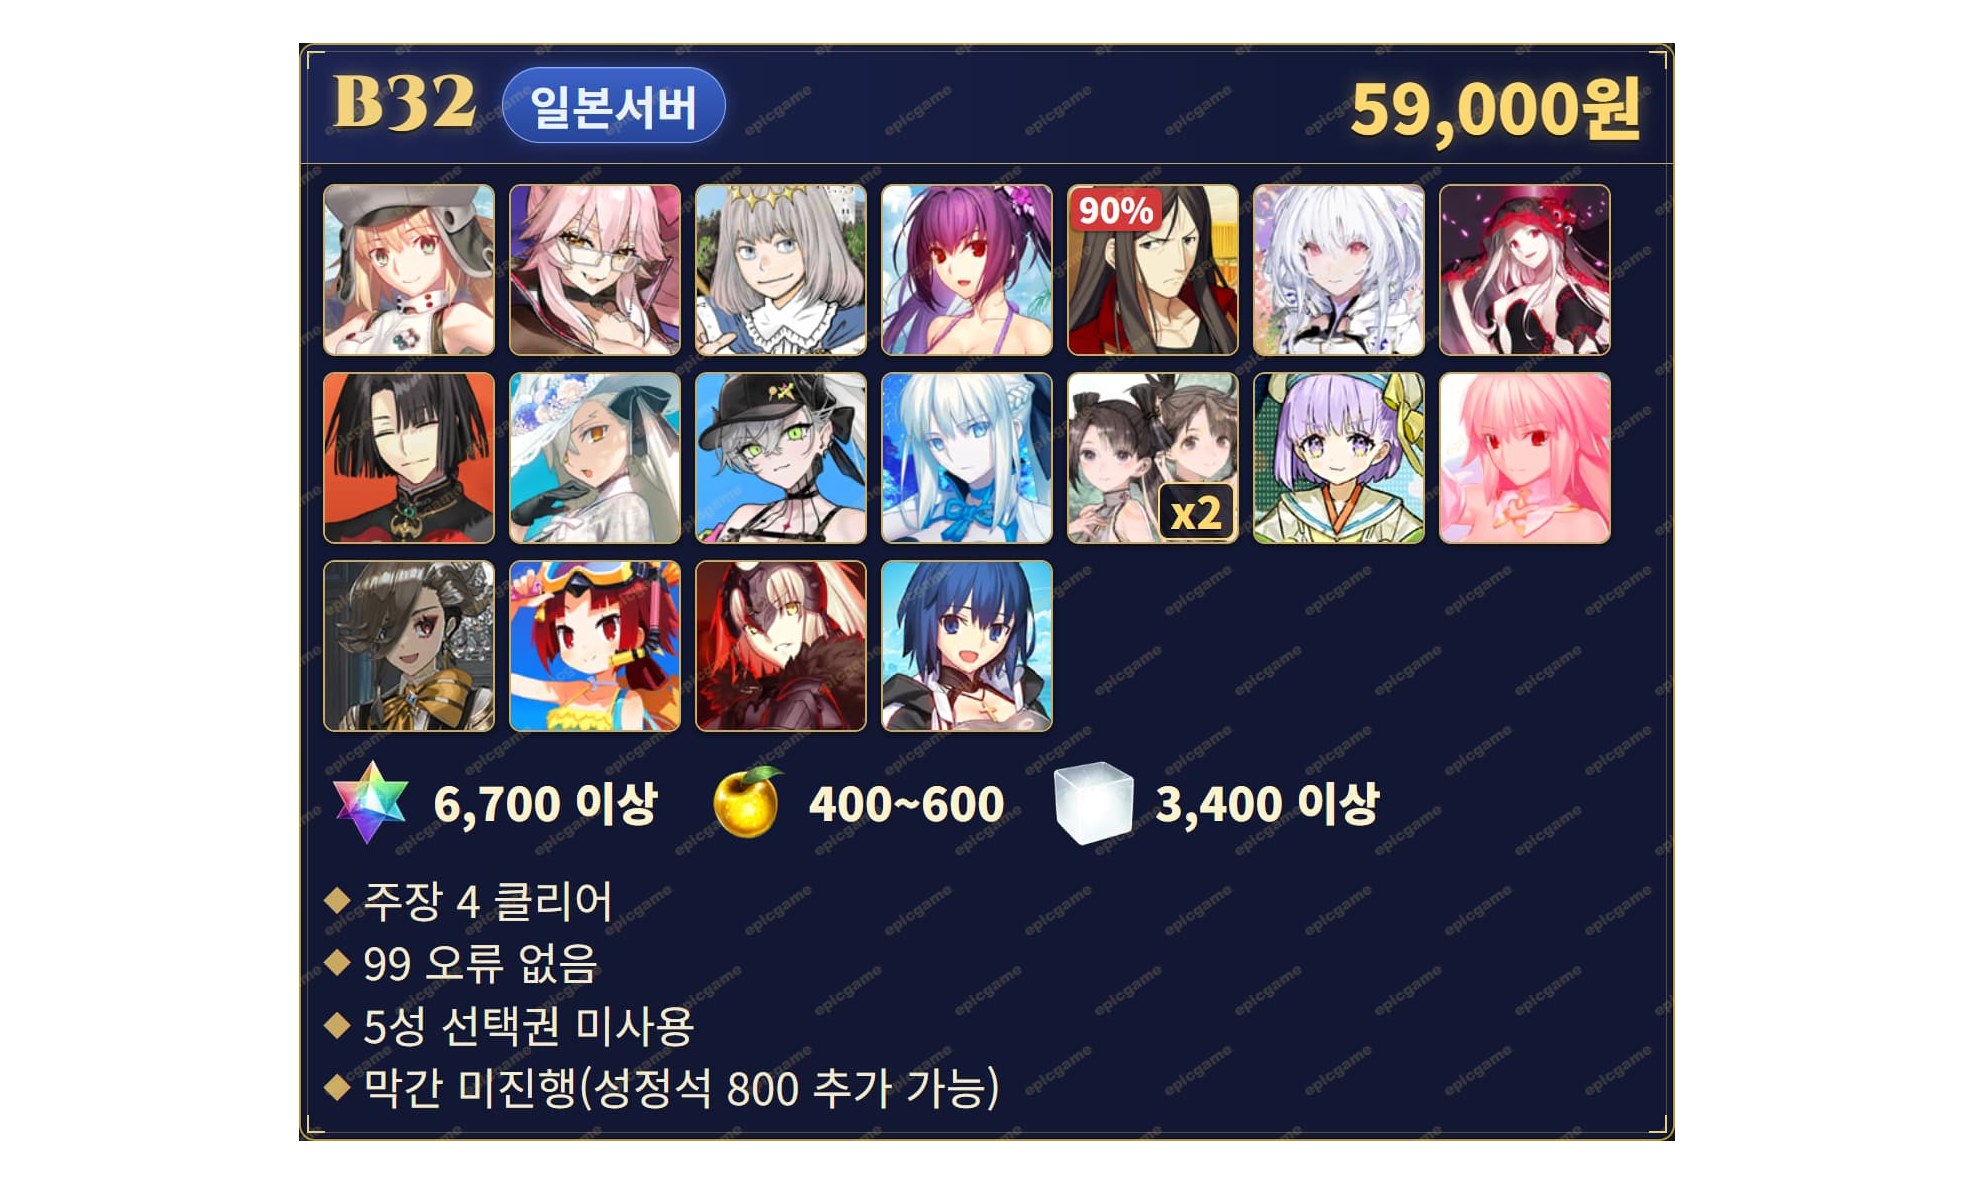 B32 일본서버 59,000원
90%
x2
6,700 이상 400~600 3,400 이상
◆ 주장 4 클리어
◆ 99 오류 없음
◆ 5성 선택권 미사용
◆ 막간 미진행(성정석 800 추가 가능)
epicgame